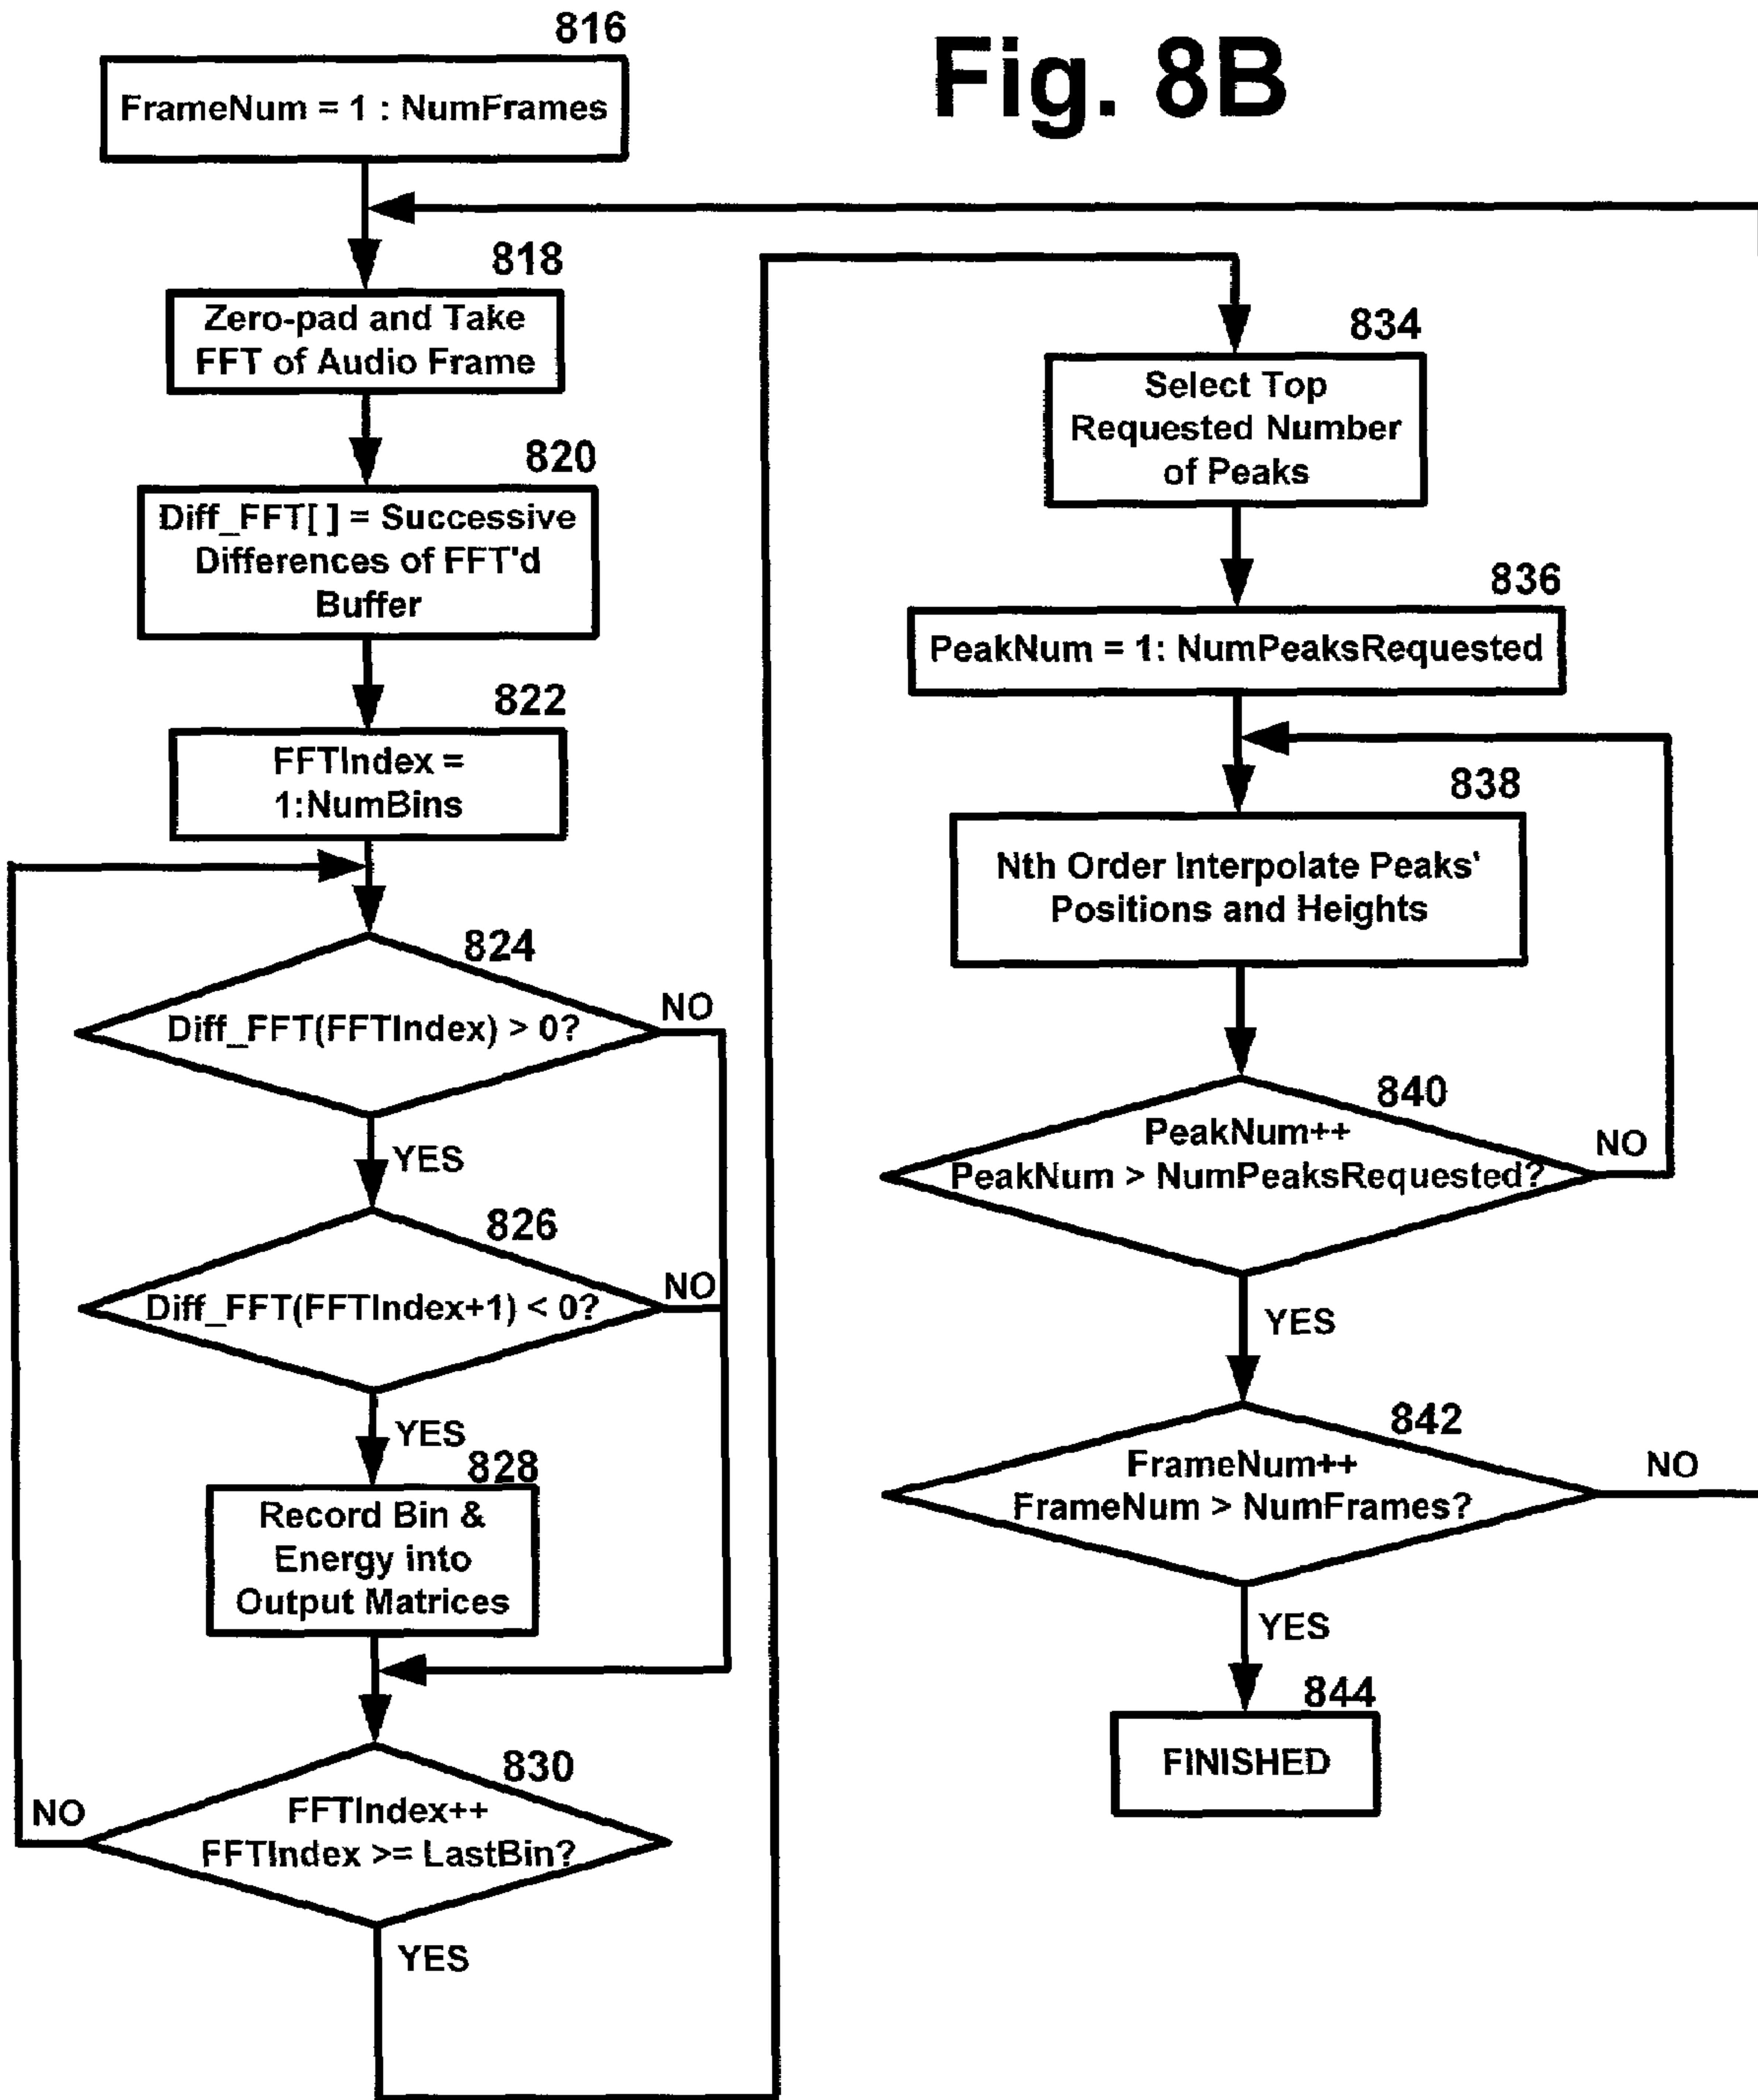 Fig. 8B
816
FrameNum = 1 : NumFrames
818
Zero-pad and Take
FFT of Audio Frame
820
Diff_FFT[ ] = Successive
Differences of FFT'd
Buffer
822
FFTIndex =
1:NumBins
824
Diff_FFT(FFTIndex) > 0?
NO
YES
826
Diff_FFT(FFTIndex+1) < 0?
NO
YES
828
Record Bin &
Energy into
Output Matrices
830
FFTIndex++
FFTIndex >= LastBin?
NO
YES
834
Select Top
Requested Number
of Peaks
836
PeakNum = 1: NumPeaksRequested
838
Nth Order Interpolate Peaks'
Positions and Heights
840
PeakNum++
PeakNum > NumPeaksRequested?
NO
YES
842
FrameNum++
FrameNum > NumFrames?
NO
YES
844
FINISHED